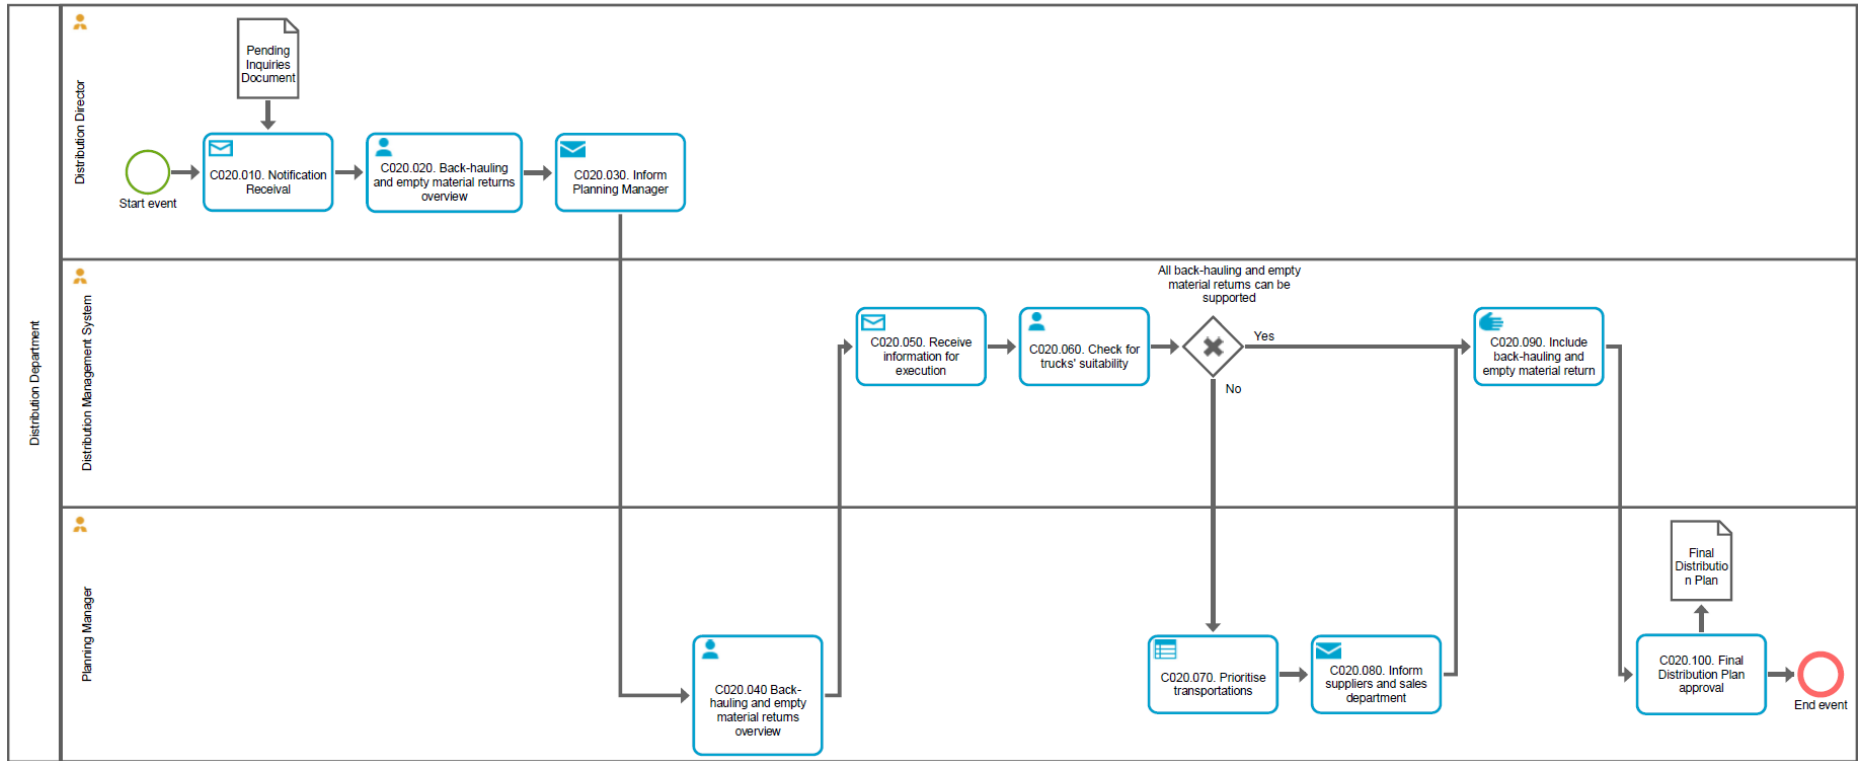 Distribution Department
Distribution Director
Pending
Inquiries
Document
Start event
C020.010. Notification
Receival
C020.020. Back-hauling
and empty material returns
overview
C020.030. Inform
Planning Manager
Distribution Management System
C020.050. Receive
information for
execution
C020.060. Check for
trucks' suitability
All back-hauling and empty
material returns can be
supported
Yes
No
C020.090. Include
back-hauling and
empty material return
Planning Manager
C020.040 Back-
hauling and empty
material returns
overview
C020.070. Prioritise
transportations
C020.080. Inform
suppliers and sales
department
Final
Distributio
n Plan
C020.100. Final
Distribution Plan
approval
End event